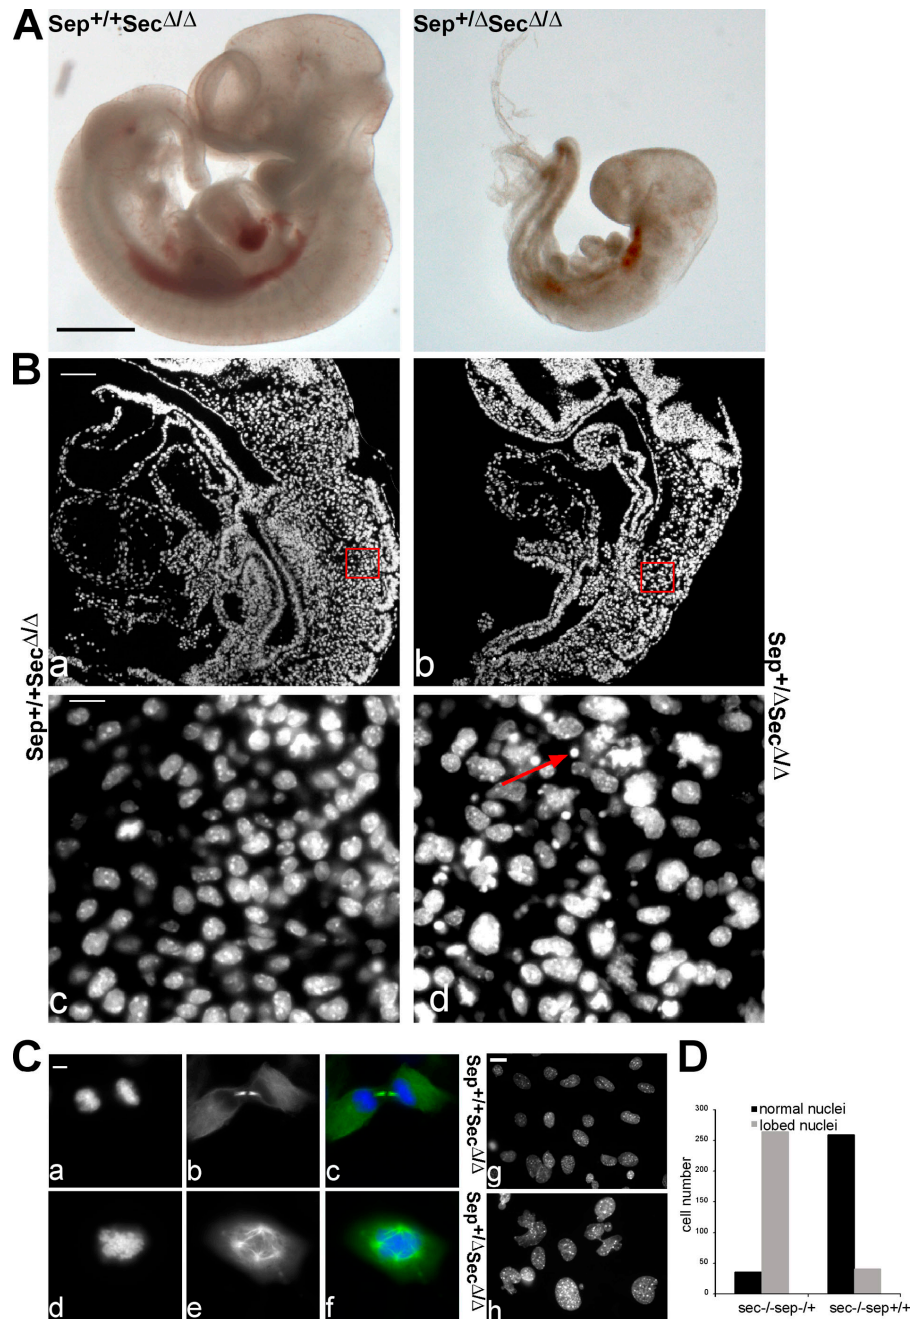 A
Sep+/+SecΔ/Δ
Sep+/ΔSecΔ/Δ
B
Sep+/+SecΔ/Δ
a
b
Sep+/ΔSecΔ/Δ
c
d
C
a
b
c
Sep+/+SecΔ/Δ
g
d
e
f
Sep+/ΔSecΔ/Δ
h
D
normal nuclei
lobed nuclei
cell number
300
250
200
150
100
50
0
sec-/-sep-/+
sec-/-sep+/+